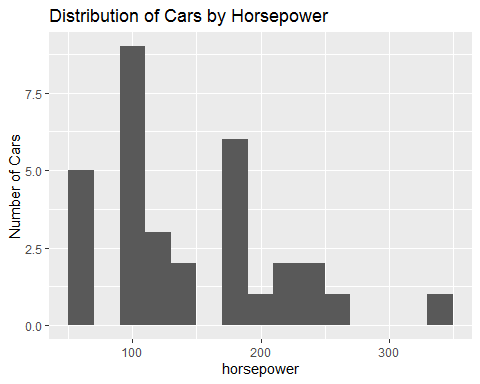 Distribution of Cars by Horsepower
Number of Cars
7.5
5.0
2.5
0.0
100 200 300
horsepower